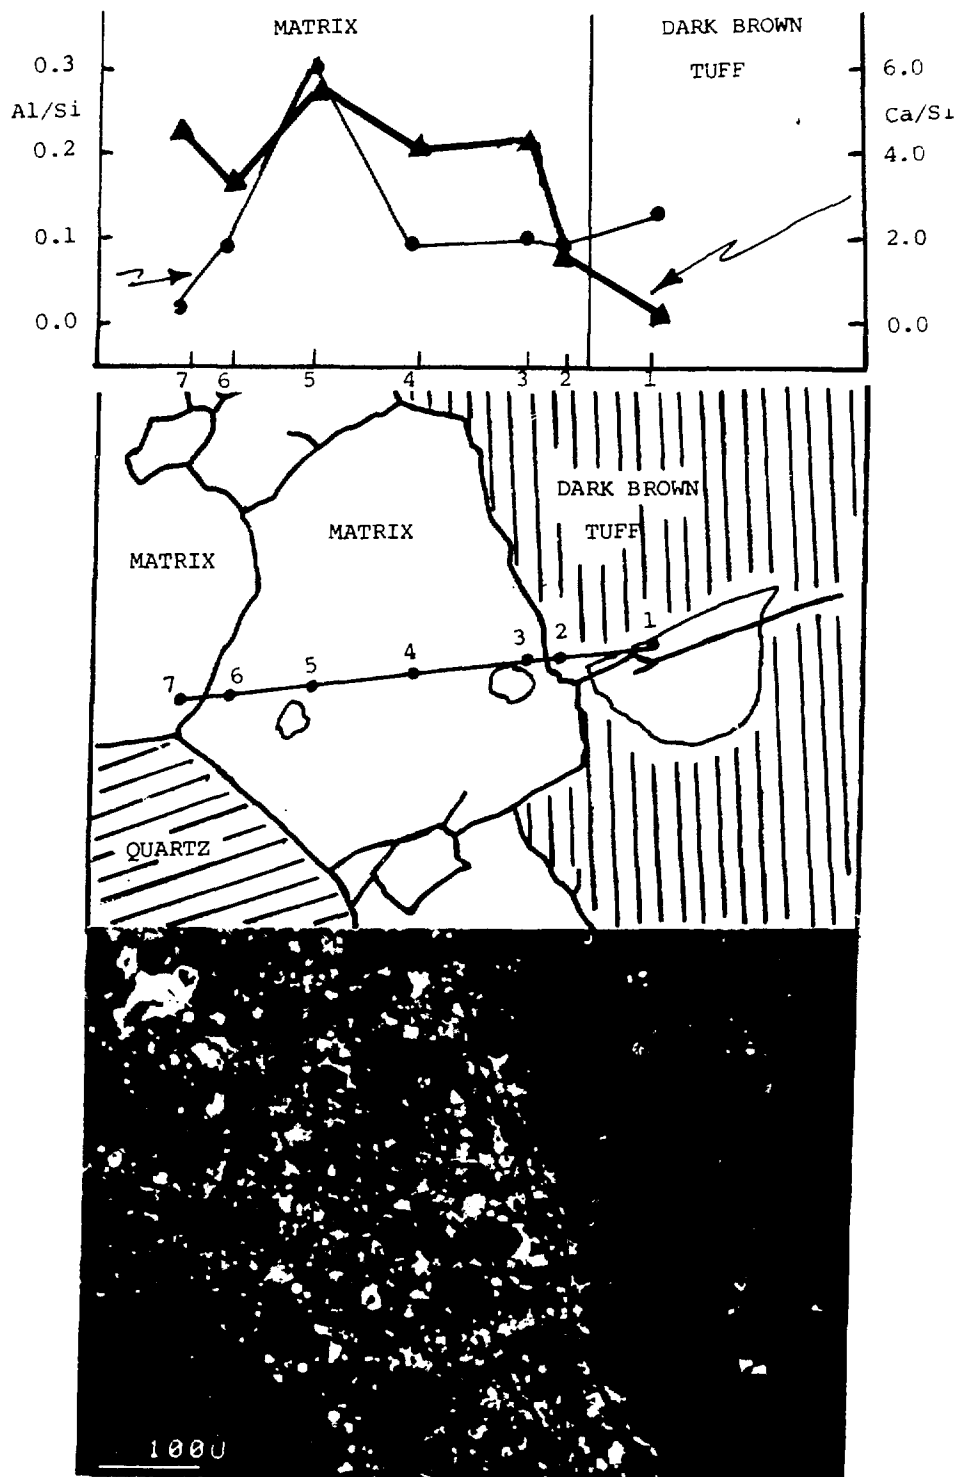 MATRIX
DARK BROWN
TUFF
0.3
Al/Si
0.2
0.1
0.0
6.0
Ca/Si
4.0
2.0
0.0
7 6 5 4 3 2 1
DARK BROWN
TUFF
MATRIX
MATRIX
7 6 5 4 3 2 1
QUARTZ
100U